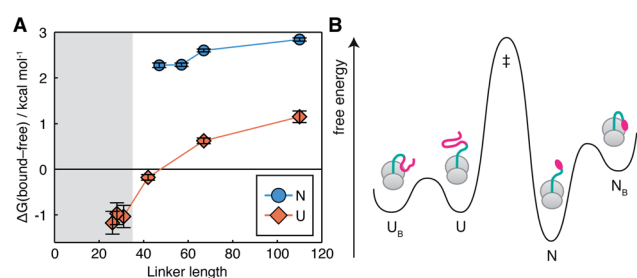 A
3
2
1
0
-1
ΔG(bound–free) / kcal mol⁻¹
0 20 40 60 80 100 120
Linker length
N
U
B
free energy
‡
U_B
U
N
N_B